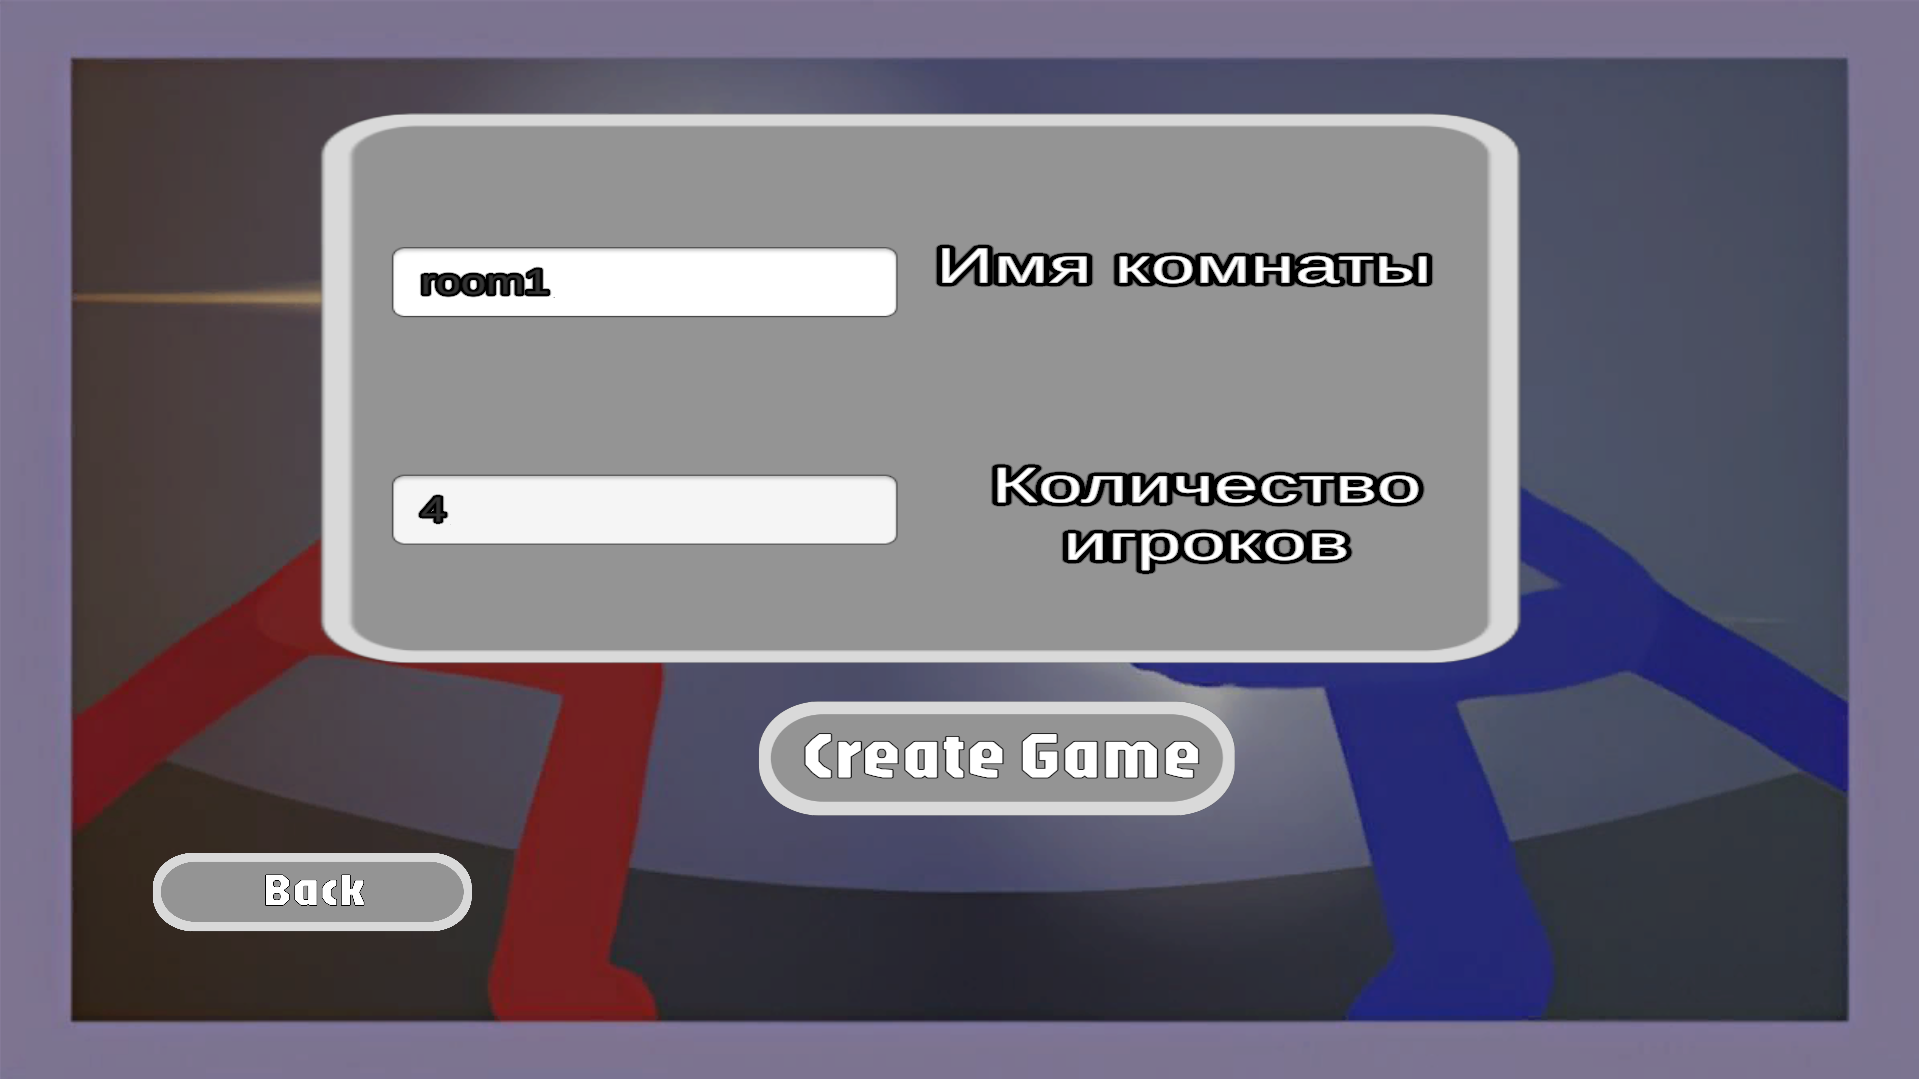 room1
Имя комнаты
4
Количество
игроков
Create Game
Back